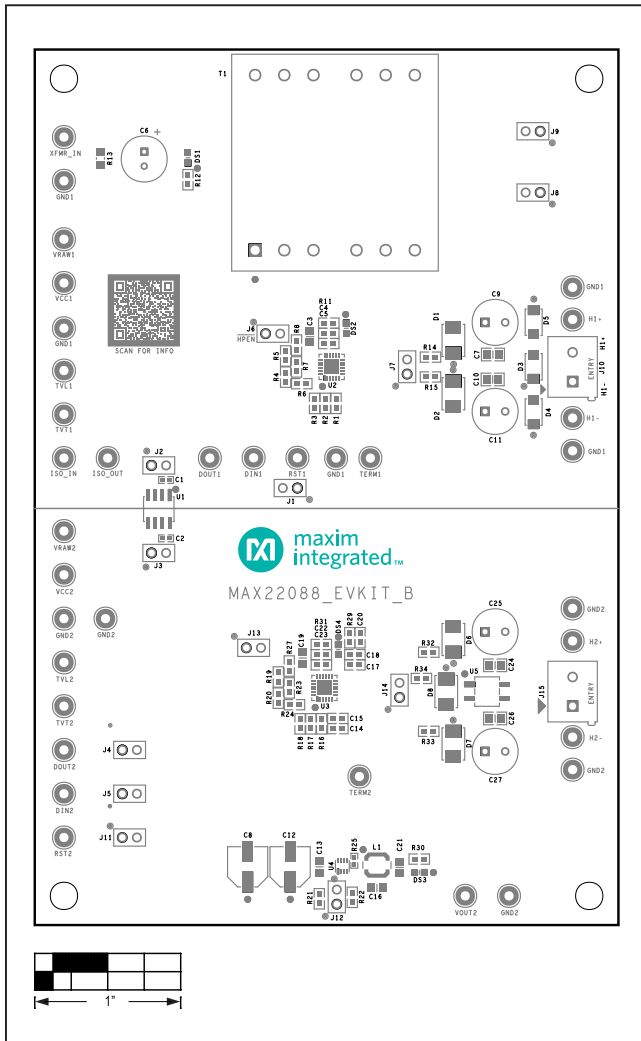 T1
C6 +
R13
DS1
R12
XFMR_IN
GND1
J9
J8
VRAW1
VCC1
GND1
TVL1
TVT1
SCAN FOR INFO
R11
C4
C5
J6
HPEN
R8
C3
DS2
R5
R4
R7
U2
R6
R3
R2
R1
J7
D1
R14
R15
D2
C9
C7
C10
C11
D5
D3
D4
GND1
H1+
H1+
ENTRY
J10
H1-
H1-
GND1
ISO_IN
ISO_OUT
J2
C1
U1
DOUT1
DIN1
RST1
GND1
TERM1
J1
C2
J3
VRAW2
VCC2
GND2
GND2
TVL2
TVT2
DOUT2
DIN2
RST2
maxim
integrated™
MAX22088_EVKIT_B
J13
R27
C19
R31
C22
C23
DS4
R29
C20
C18
C17
R19
R20
R23
R24
U3
R18
R17
R16
C15
C14
J14
R32
R34
R33
D6
D8
D7
U5
C25
C24
C26
C27
GND2
H2+
J15
ENTRY
H2-
GND2
J4
J5
J11
TERM2
C8
C12
C13
U4
R25
L1
C21
R30
DS3
C16
R21
J12
R22
VOUT2
GND2
1"